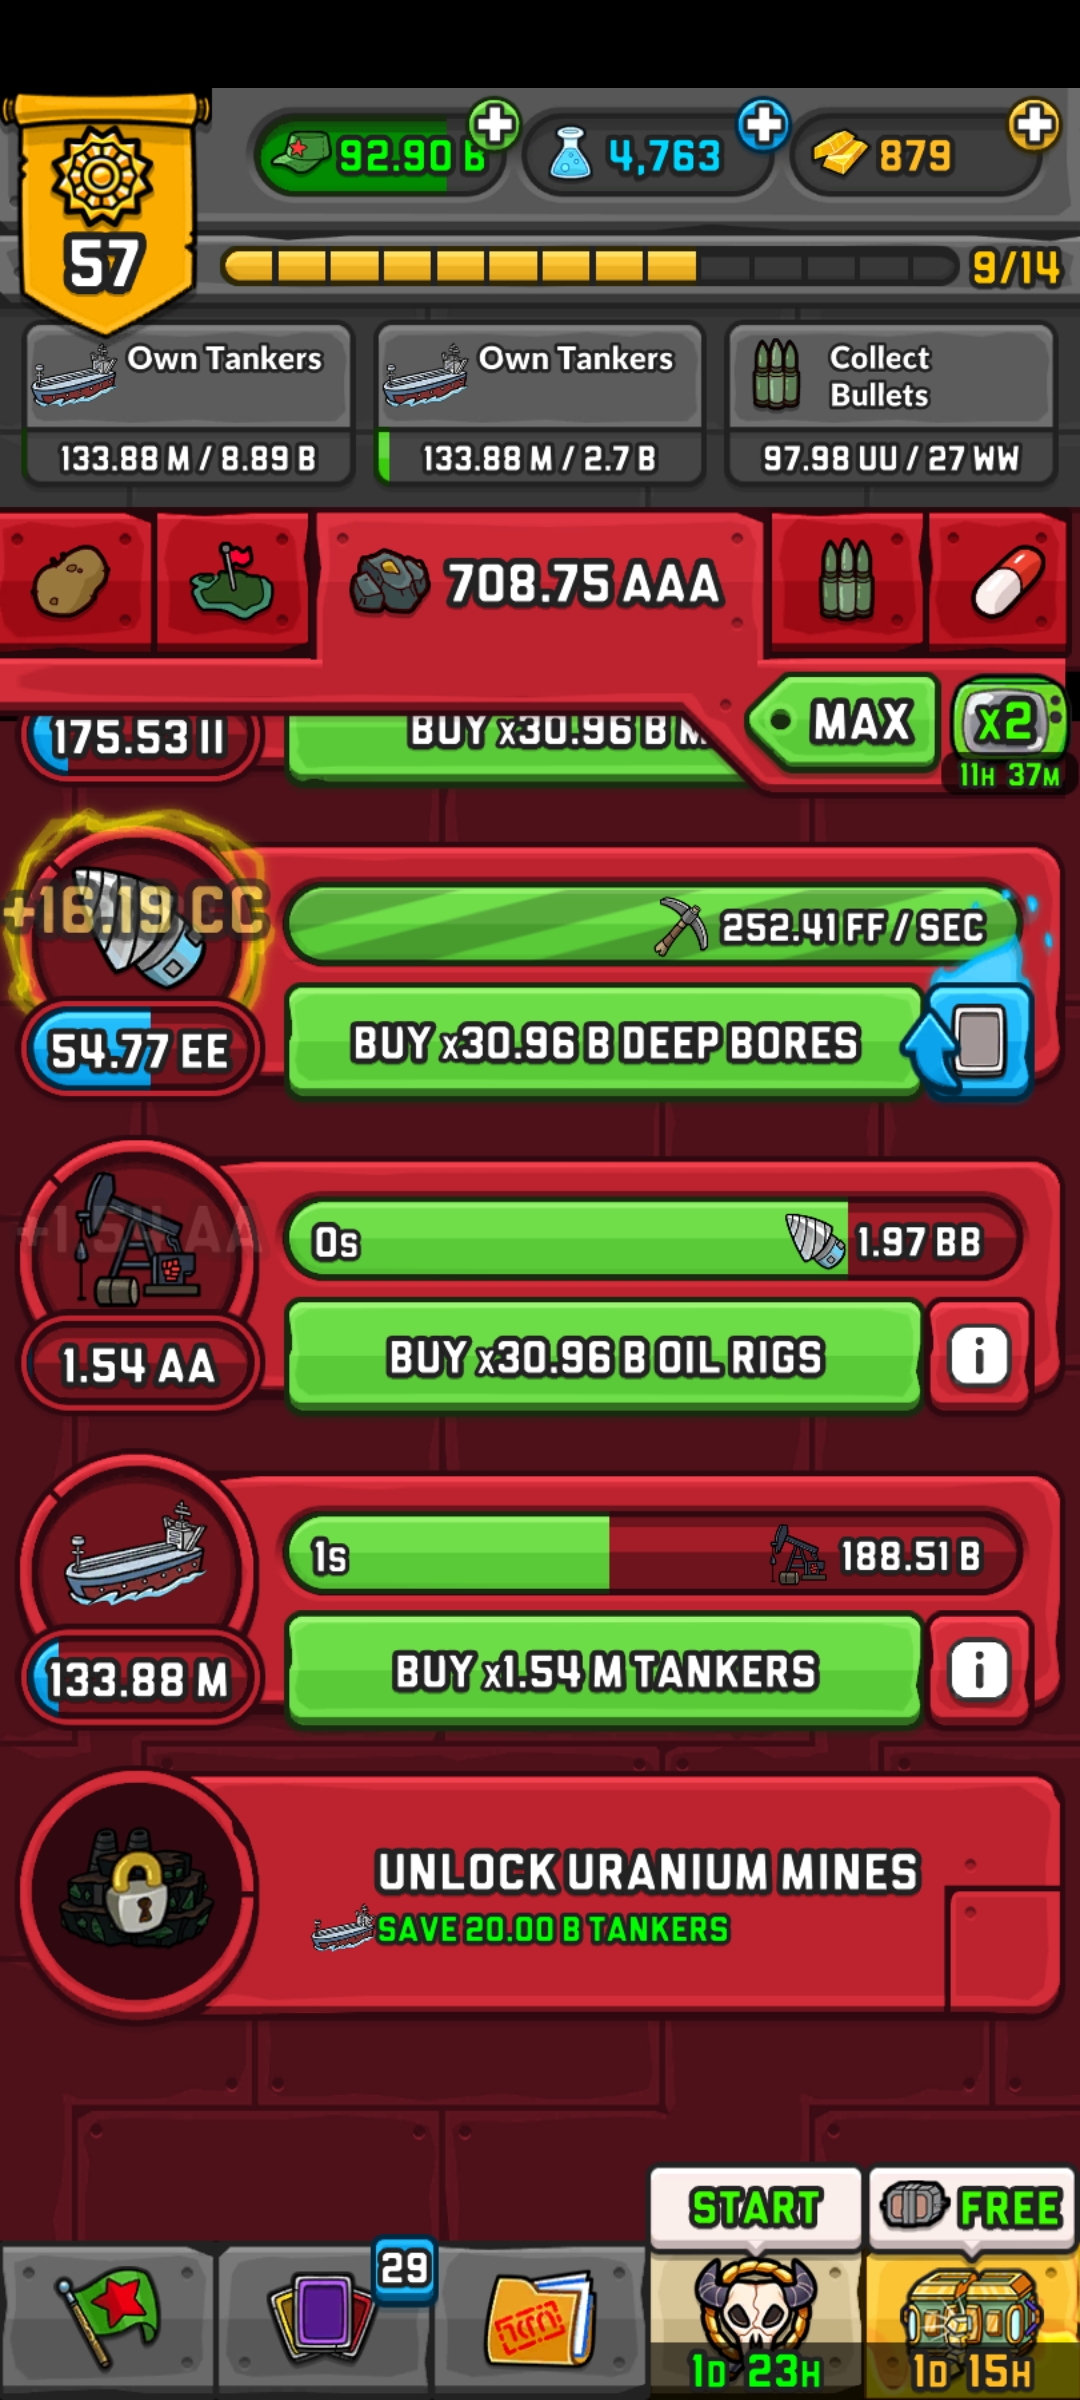 92.90 B
4,763
879
57
9/14
Own Tankers
133.88 M / 8.89 B
Own Tankers
133.88 M / 2.7 B
Collect
Bullets
97.98 UU / 27 WW
708.75 AAA
MAX
x2
11H 37M
175.53 II
BUY x30.96 B
+16.19 CC
252.41 FF / SEC
54.77 EE
BUY x30.96 B DEEP BORES
+1.54 AA
0s
1.97 BB
1.54 AA
BUY x30.96 B OIL RIGS
i
1s
188.51 B
133.88 M
BUY x1.54 M TANKERS
i
UNLOCK URANIUM MINES
SAVE 20.00 B TANKERS
START
FREE
29
1D 23H
1D 15H